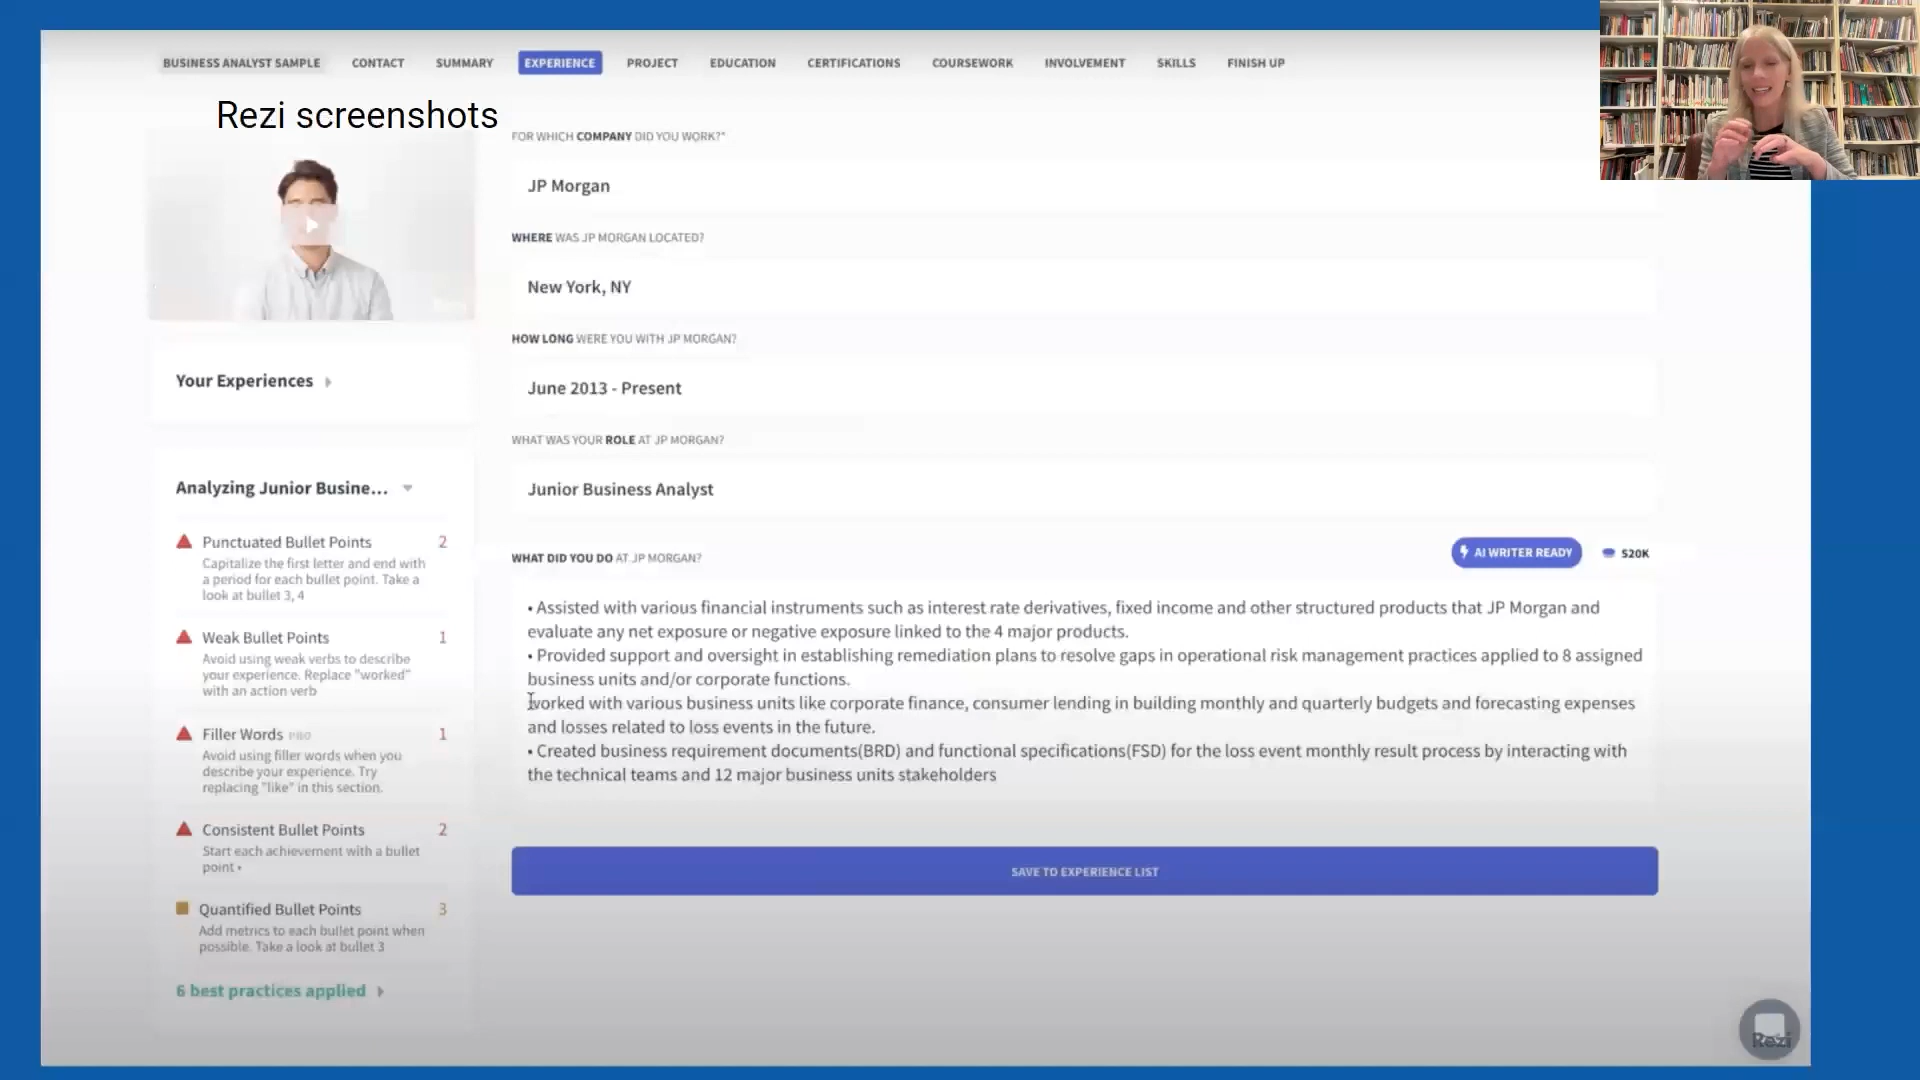 BUSINESS ANALYST SAMPLE CONTACT SUMMARY EXPERIENCE PROJECT EDUCATION CERTIFICATIONS COURSEWORK INVOLVEMENT SKILLS FINISH UP
Rezi screenshots
Your Experiences
Analyzing Junior Busine...
Punctuated Bullet Points 2
Capitalize the first letter and end with
a period for each bullet point. Take a
look at bullet 3, 4
Weak Bullet Points 1
Avoid using weak verbs to describe
your experience. Replace "worked"
with an action verb
Filler Words PRO 1
Avoid using filler words when you
describe your experience. Try
replacing "like" in this section.
Consistent Bullet Points 2
Start each achievement with a bullet
point •
Quantified Bullet Points 3
Add metrics to each bullet point when
possible. Take a look at bullet 3
6 best practices applied
FOR WHICH COMPANY DID YOU WORK?*
JP Morgan
WHERE WAS JP MORGAN LOCATED?
New York, NY
HOW LONG WERE YOU WITH JP MORGAN?
June 2013 - Present
WHAT WAS YOUR ROLE AT JP MORGAN?
Junior Business Analyst
WHAT DID YOU DO AT JP MORGAN?
AI WRITER READY 520K
• Assisted with various financial instruments such as interest rate derivatives, fixed income and other structured products that JP Morgan and
evaluate any net exposure or negative exposure linked to the 4 major products.
• Provided support and oversight in establishing remediation plans to resolve gaps in operational risk management practices applied to 8 assigned
business units and/or corporate functions.
worked with various business units like corporate finance, consumer lending in building monthly and quarterly budgets and forecasting expenses
and losses related to loss events in the future.
• Created business requirement documents(BRD) and functional specifications(FSD) for the loss event monthly result process by interacting with
the technical teams and 12 major business units stakeholders
SAVE TO EXPERIENCE LIST
Rezi